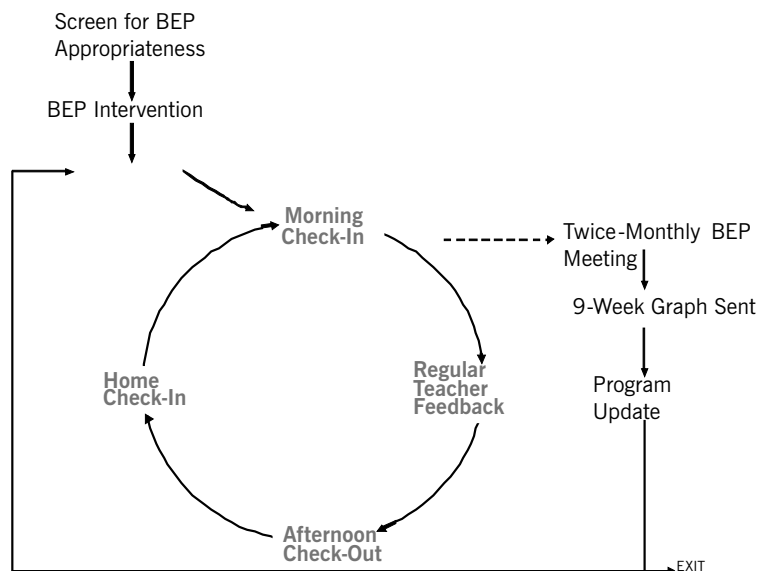 Screen for BEP
Appropriateness
BEP Intervention
Morning
Check-In
Twice-Monthly BEP
Meeting
9-Week Graph Sent
Program
Update
Regular
Teacher
Feedback
Afternoon
Check-Out
Home
Check-In
EXIT